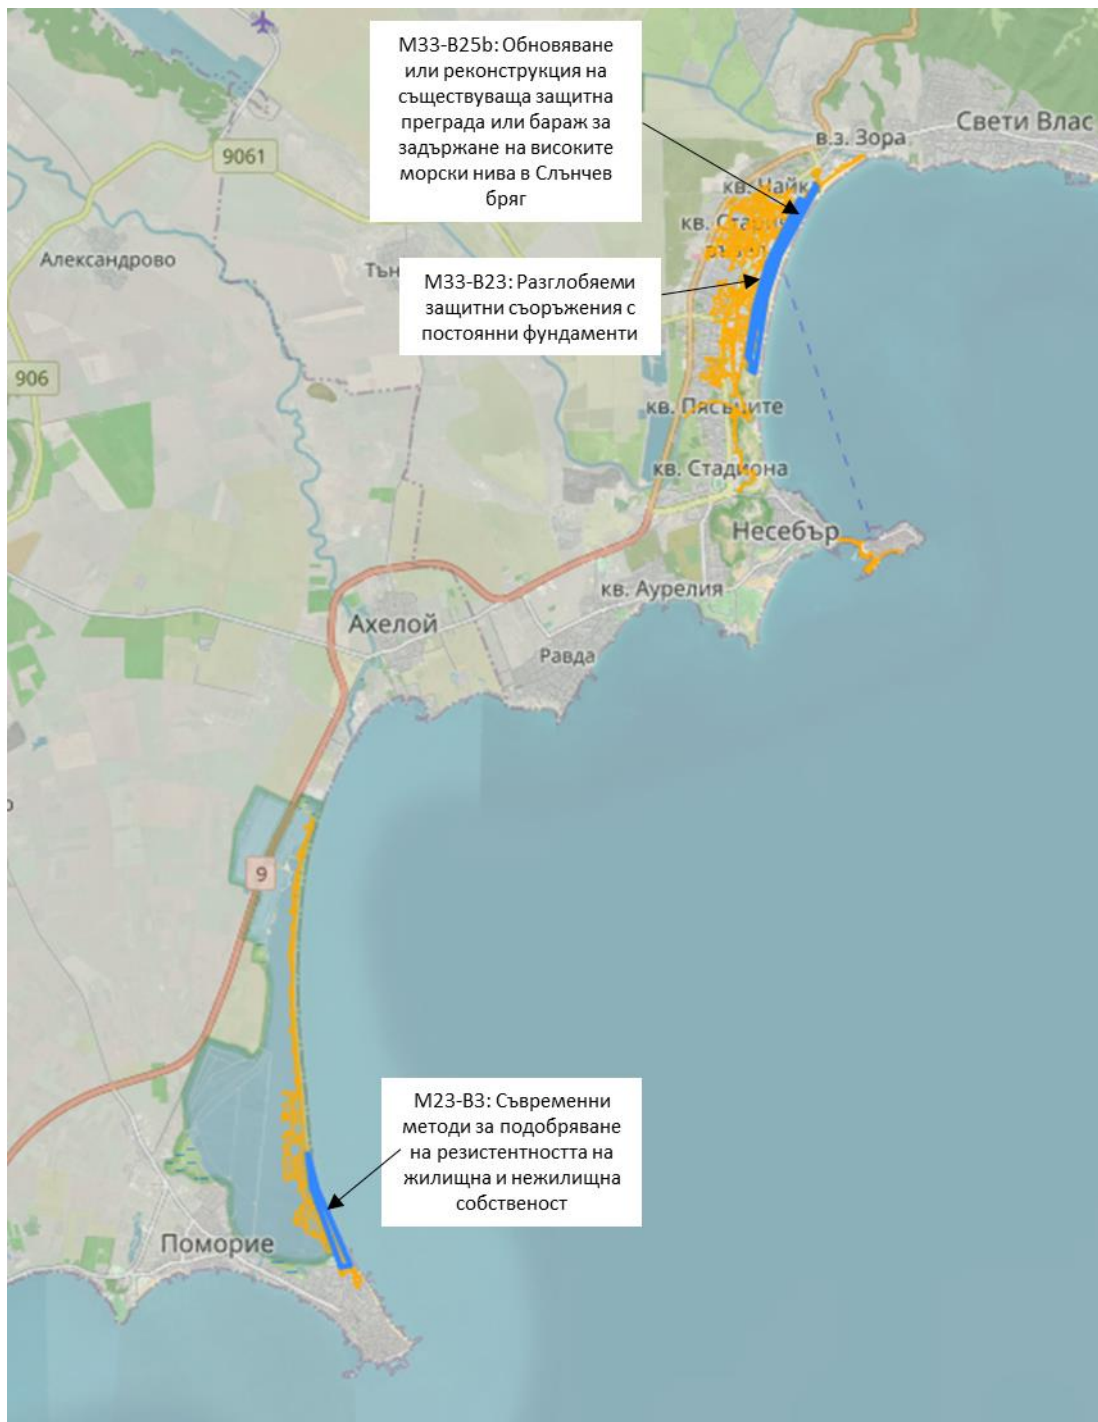 M33-B25b: Обновяване
или реконструкция на
съществуваща защитна
преграда или бараж за
задържане на високите
морски нива в Слънчев
бряг
Свети Влас
в.з. Зора
9061
кв. Чайка
кв. Стария
Александрово
Тън
M33-B23: Разглобяеми
защитни съоръжения с
постоянни фундаменти
906
кв. Пясъците
кв. Стадиона
Несебър
кв. Аурелия
Ахелой
Равда
о
9
M23-B3: Съвременни
методи за подобряване
на резистентността на
жилищна и нежилищна
собственост
Поморие